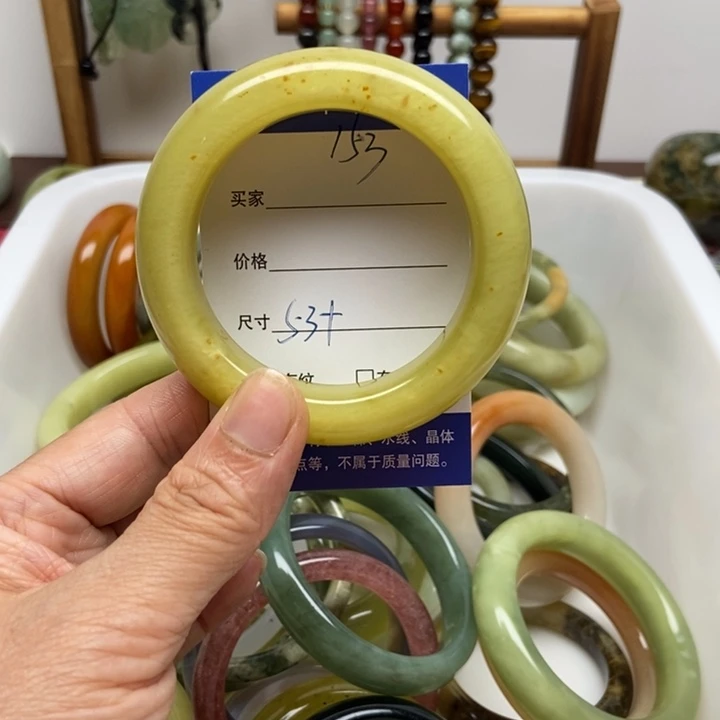 153
买家
价格
尺寸 53+
纹
水线、晶体
点等，不属于质量问题。